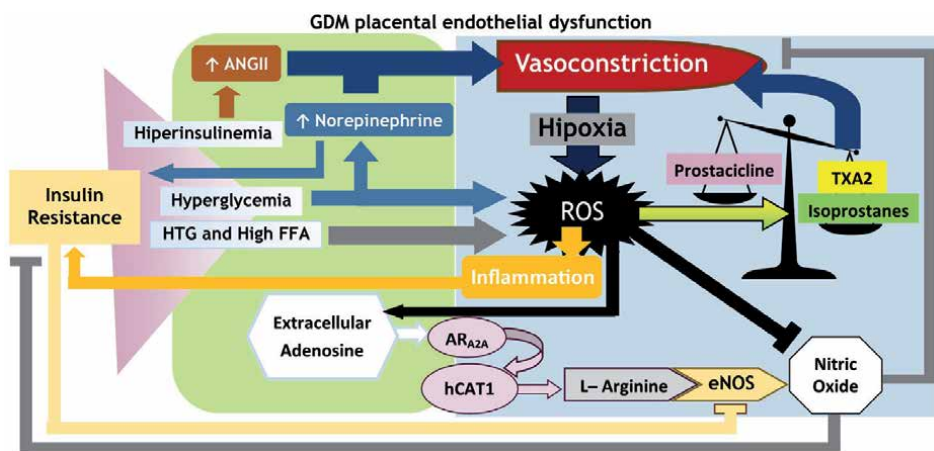 GDM placental endothelial dysfunction
↑ ANGII
Vasoconstriction
↑ Norepinephrine
Hiperinsulinemia
Hipoxia
Prostacicline
TXA2
Insulin
Resistance
Hyperglycemia
ROS
Isoprostanes
HTG and High FFA
Inflammation
Extracellular
Adenosine
ARA2A
hCAT1
L– Arginine
eNOS
Nitric
Oxide